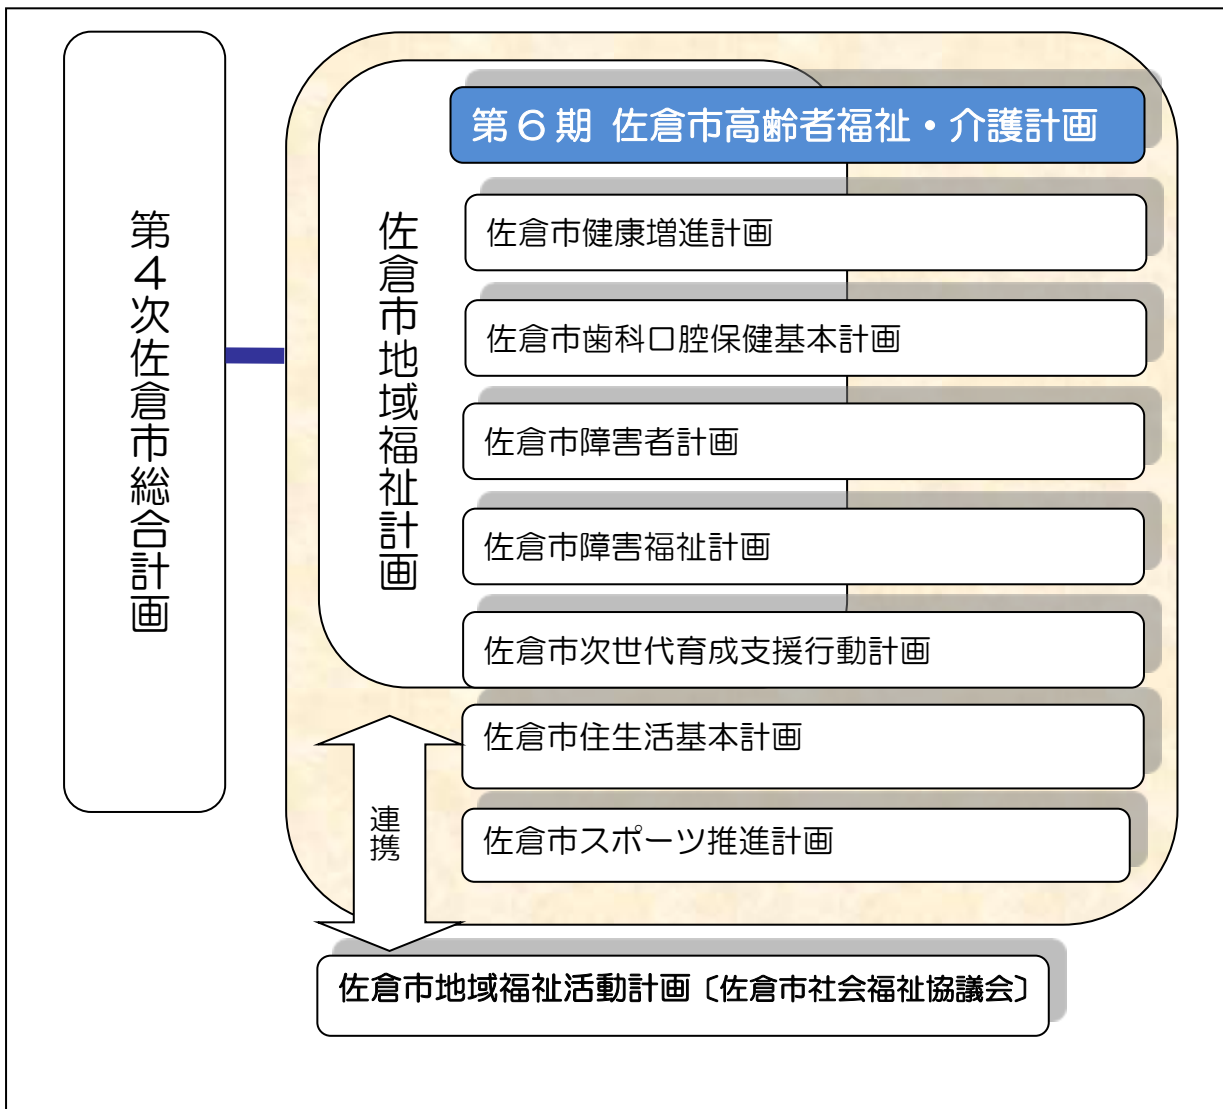 第４次佐倉市総合計画
佐倉市地域福祉計画
第６期 佐倉市高齢者福祉・介護計画
佐倉市健康増進計画
佐倉市歯科口腔保健基本計画
佐倉市障害者計画
佐倉市障害福祉計画
佐倉市次世代育成支援行動計画
佐倉市住生活基本計画
佐倉市スポーツ推進計画
連携
佐倉市地域福祉活動計画〔佐倉市社会福祉協議会〕